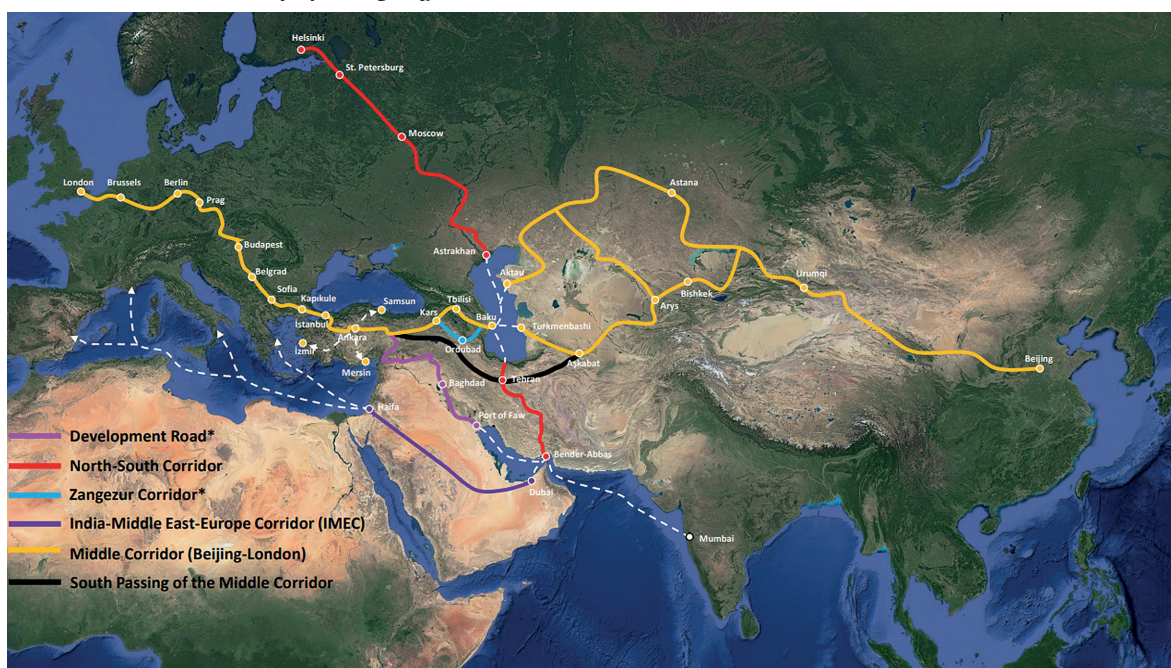 Helsinki
St. Petersburg
Moscow
London
Brussels
Berlin
Prag
Astana
Budapest
Astrakhan
Belgrad
Aktau
Urumqi
Sofia
Kapıkule
Samsun
Tbilisi
Bishkek
Arys
Kars
Baku
İstanbul
Turkmenbashi
Ankara
Ordubad
İzmir
Aşkabat
Beijing
Mersin
Tehran
Baghdad
Haifa
Port of Faw
Bender-Abbas
Dubai
Mumbai
Development Road*
North-South Corridor
Zangezur Corridor*
India-Middle East-Europe Corridor (IMEC)
Middle Corridor (Beijing-London)
South Passing of the Middle Corridor